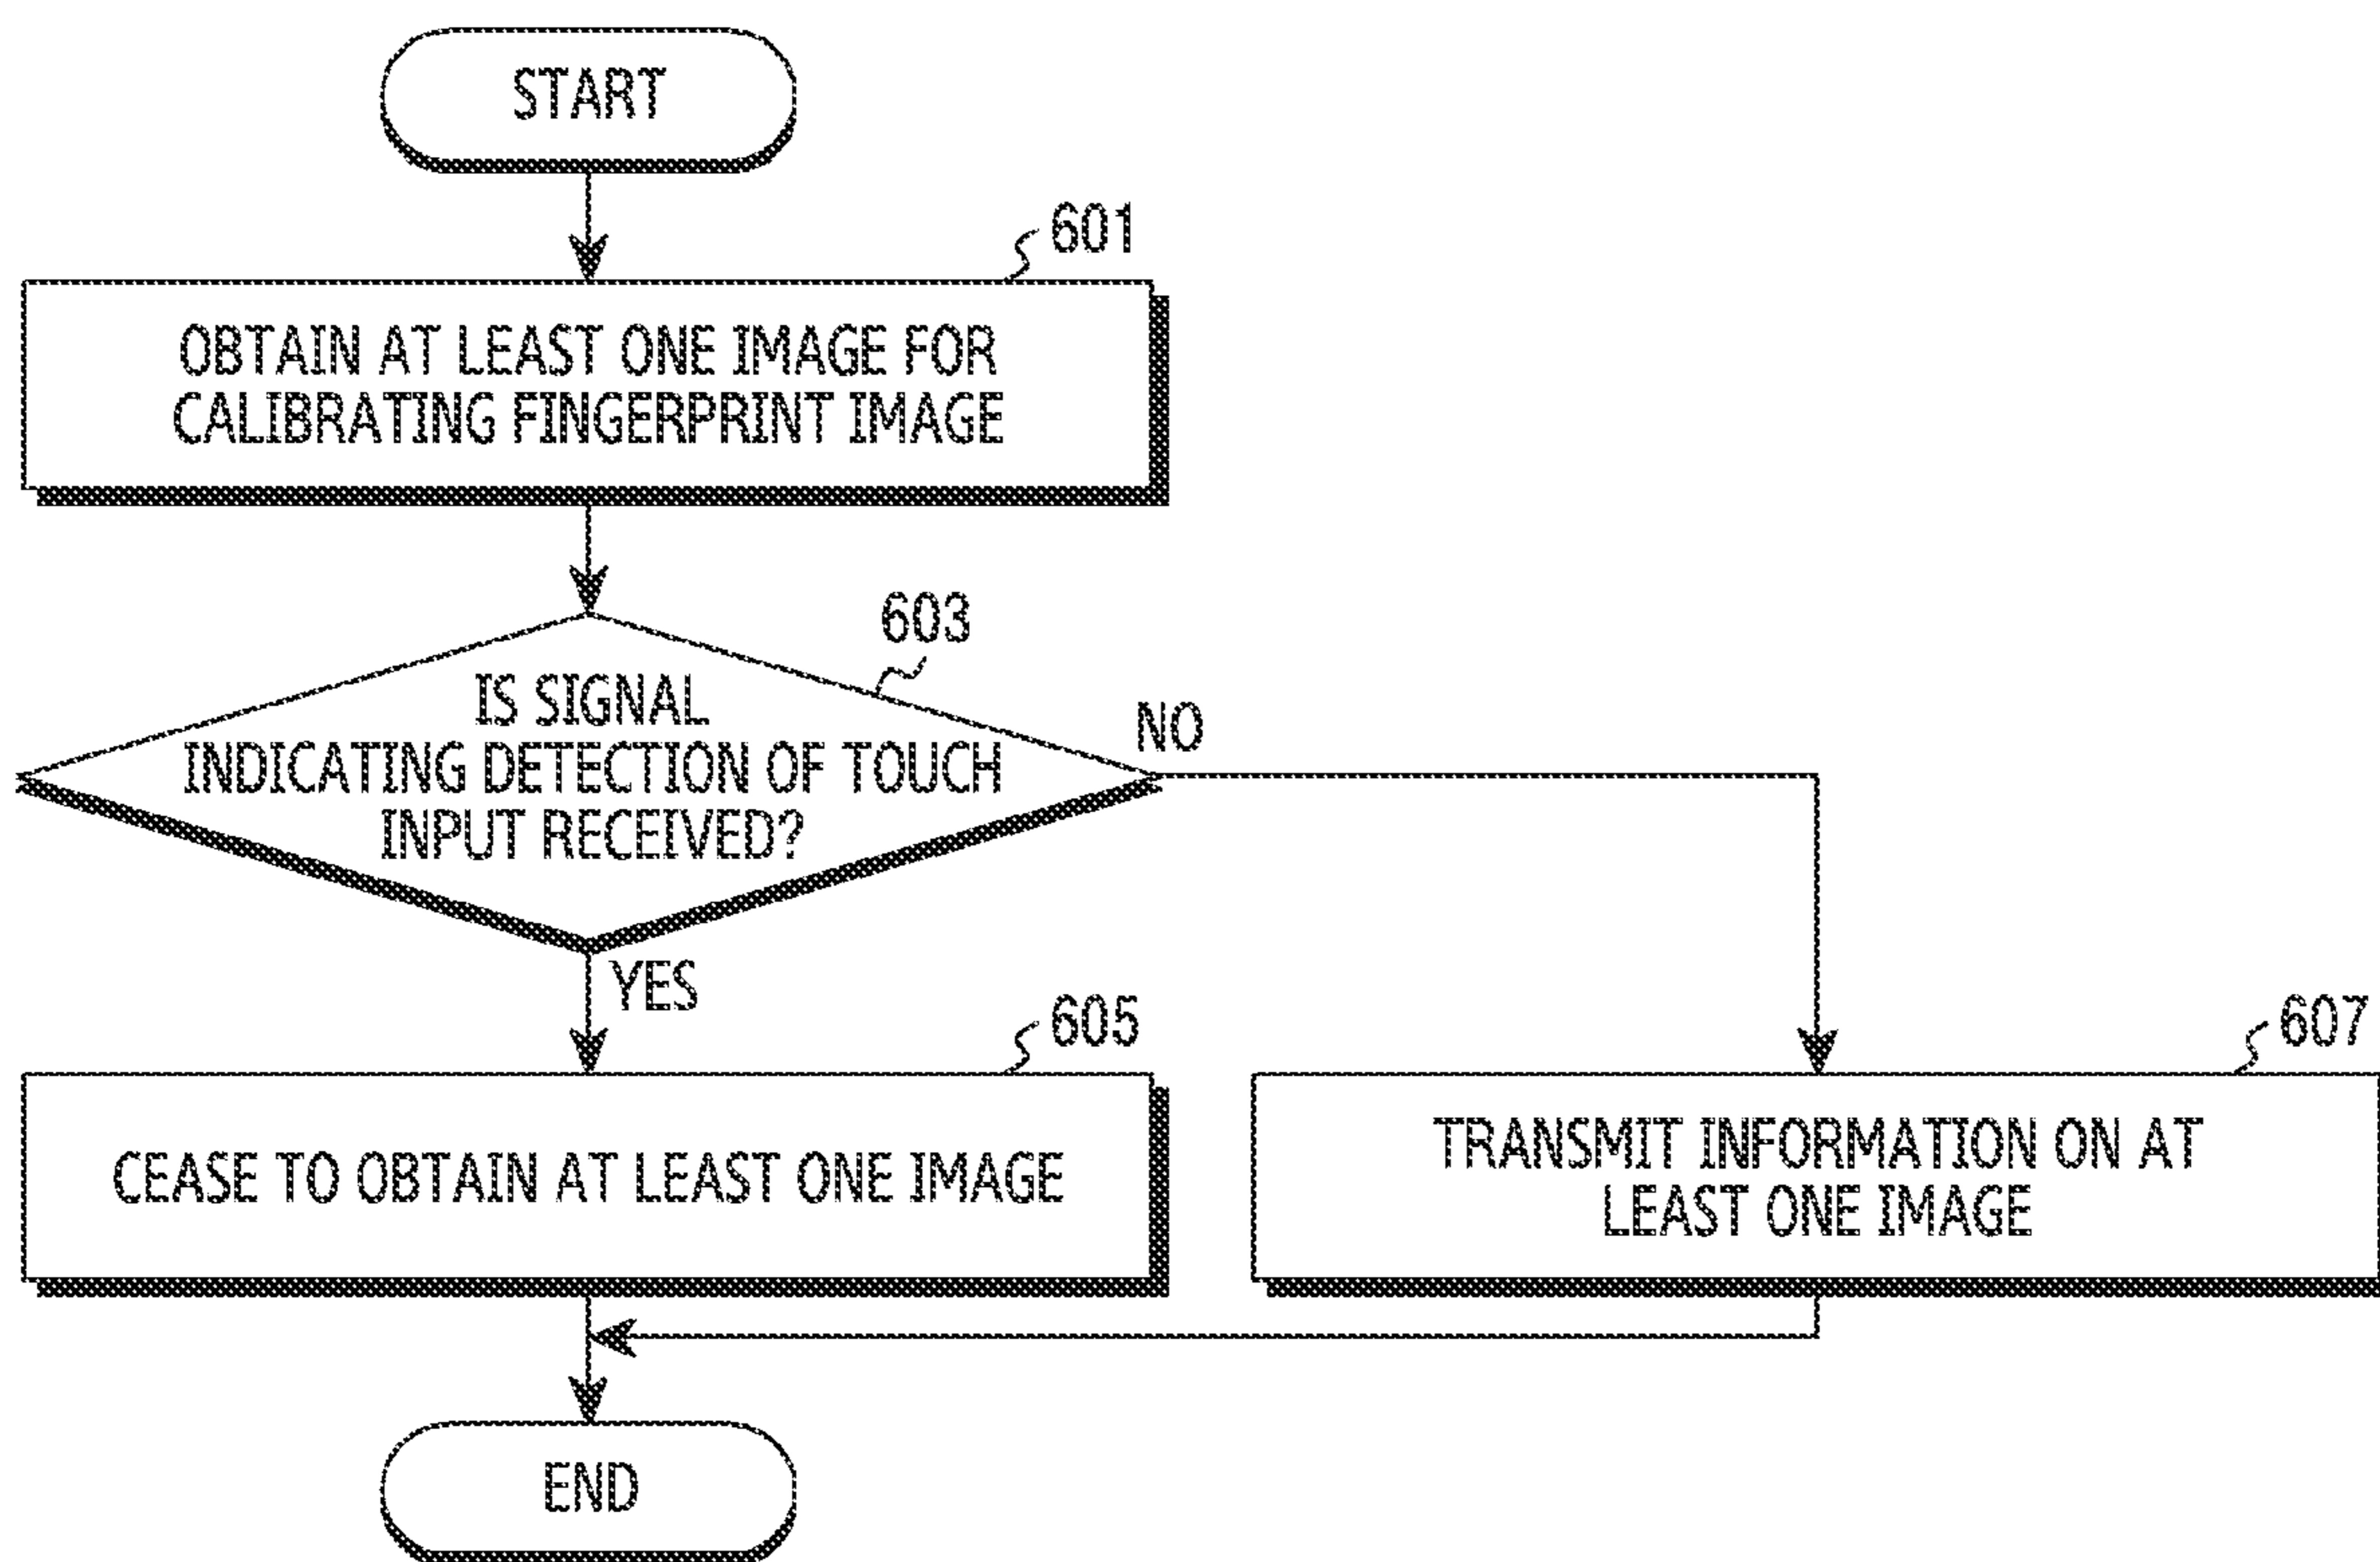 START
601
OBTAIN AT LEAST ONE IMAGE FOR
CALIBRATING FINGERPRINT IMAGE
603
IS SIGNAL
INDICATING DETECTION OF TOUCH
INPUT RECEIVED?
NO
YES
605
CEASE TO OBTAIN AT LEAST ONE IMAGE
607
TRANSMIT INFORMATION ON AT
LEAST ONE IMAGE
END